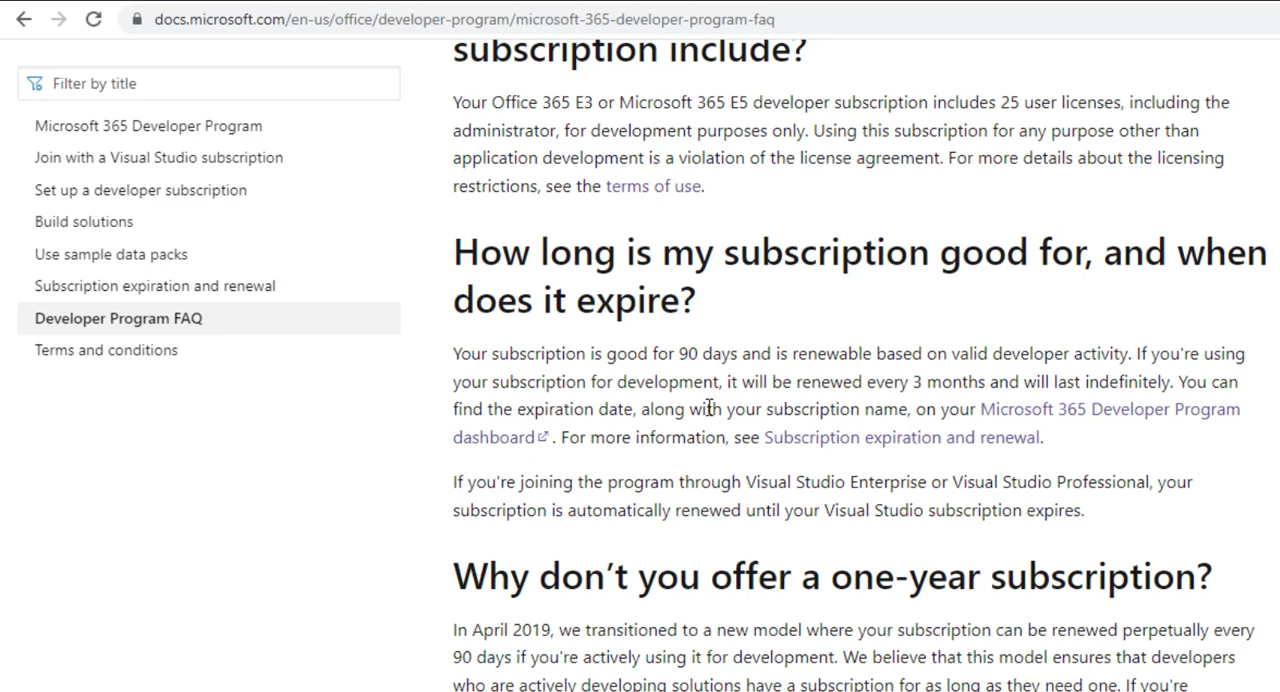 docs.microsoft.com/en-us/office/developer-program/microsoft-365-developer-program-faq
Filter by title
Microsoft 365 Developer Program
Join with a Visual Studio subscription
Set up a developer subscription
Build solutions
Use sample data packs
Subscription expiration and renewal
Developer Program FAQ
Terms and conditions
subscription include?
Your Office 365 E3 or Microsoft 365 E5 developer subscription includes 25 user licenses, including the
administrator, for development purposes only. Using this subscription for any purpose other than
application development is a violation of the license agreement. For more details about the licensing
restrictions, see the terms of use.
How long is my subscription good for, and when
does it expire?
Your subscription is good for 90 days and is renewable based on valid developer activity. If you're using
your subscription for development, it will be renewed every 3 months and will last indefinitely. You can
find the expiration date, along with your subscription name, on your Microsoft 365 Developer Program
dashboard . For more information, see Subscription expiration and renewal.
If you're joining the program through Visual Studio Enterprise or Visual Studio Professional, your
subscription is automatically renewed until your Visual Studio subscription expires.
Why don’t you offer a one-year subscription?
In April 2019, we transitioned to a new model where your subscription can be renewed perpetually every
90 days if you're actively using it for development. We believe that this model ensures that developers
who are actively developing solutions have a subscription for as long as they need one. If you're